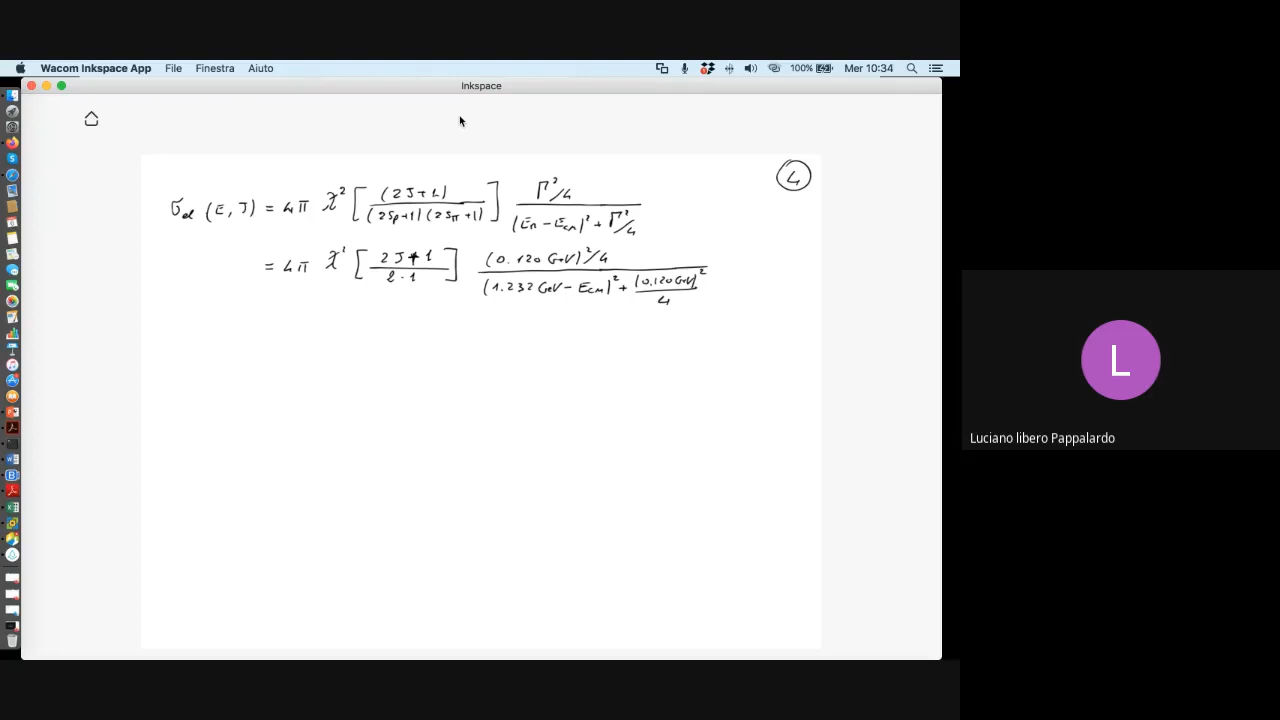 Wacom Inkspace App File Finestra Aiuto 100% Mer 10:34
Inkspace
4
σel (E, J) = 4π ƛ² [ (2J+1) / (2Sp+1)(2Sπ+1) ] Γ²/4 / (ER − Ecm)² + Γ²/4
= 4π ƛ² [ 2J+1 / 2·1 ] (0.120 GeV)²/4 / (1.232 GeV − Ecm)² + (0.120 GeV)²/4
L
Luciano libero Pappalardo